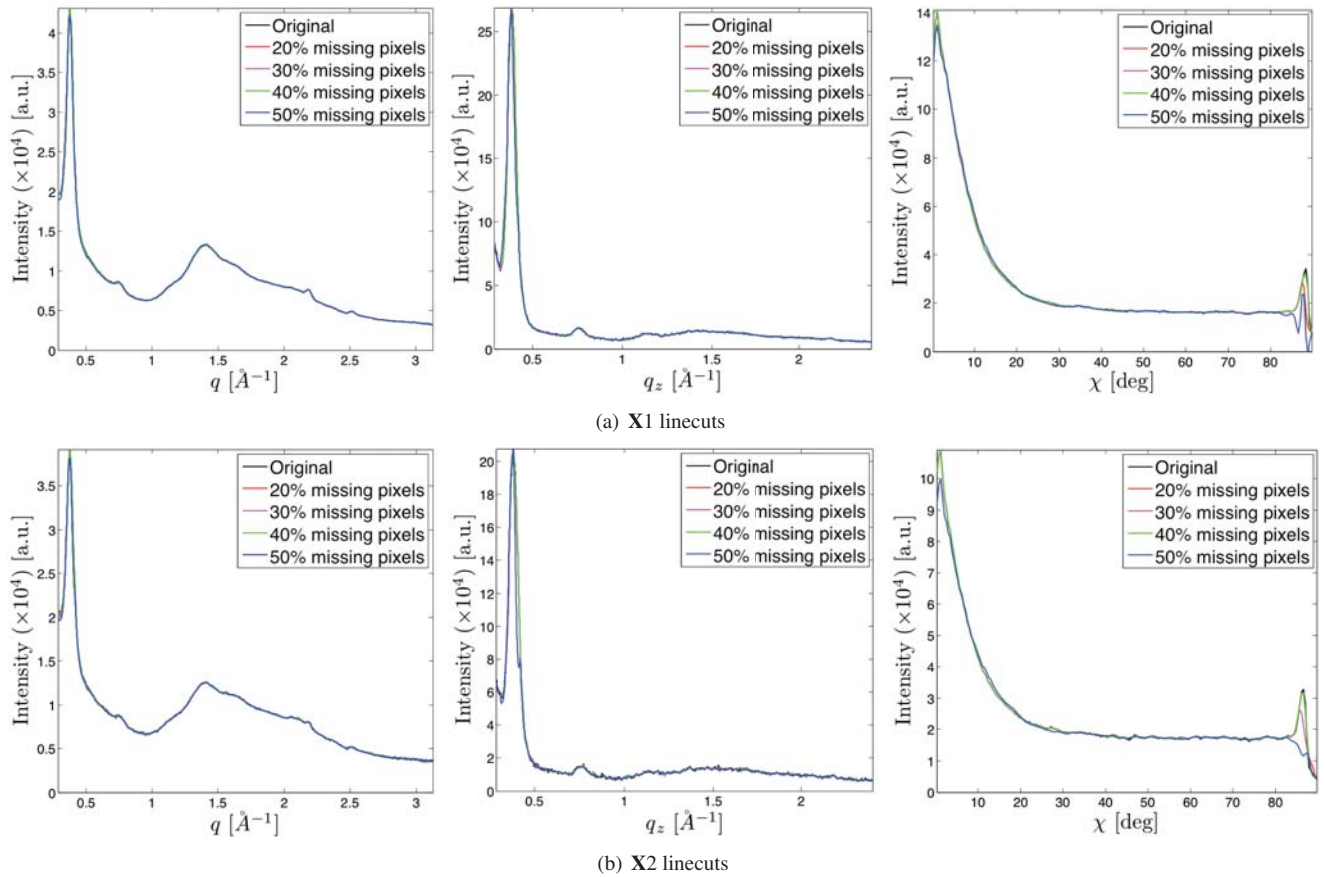 Original
20% missing pixels
30% missing pixels
40% missing pixels
50% missing pixels
Intensity (×10⁴) [a.u.]
4
3.5
3
2.5
2
1.5
1
0.5
0
0.5 1 1.5 2 2.5 3
q [Å⁻¹]
Original
20% missing pixels
30% missing pixels
40% missing pixels
50% missing pixels
Intensity (×10⁴) [a.u.]
25
20
15
10
5
0
0.5 1 1.5 2
q_z [Å⁻¹]
Original
20% missing pixels
30% missing pixels
40% missing pixels
50% missing pixels
Intensity (×10⁴) [a.u.]
14
12
10
8
6
4
2
0
10 20 30 40 50 60 70 80
χ [deg]
(a) X1 linecuts
Original
20% missing pixels
30% missing pixels
40% missing pixels
50% missing pixels
Intensity (×10⁴) [a.u.]
3.5
3
2.5
2
1.5
1
0.5
0
0.5 1 1.5 2 2.5 3
q [Å⁻¹]
Original
20% missing pixels
30% missing pixels
40% missing pixels
50% missing pixels
Intensity (×10⁴) [a.u.]
20
18
16
14
12
10
8
6
4
2
0
0.5 1 1.5 2
q_z [Å⁻¹]
Original
20% missing pixels
30% missing pixels
40% missing pixels
50% missing pixels
Intensity (×10⁴) [a.u.]
10
9
8
7
6
5
4
3
2
1
0
10 20 30 40 50 60 70 80
χ [deg]
(b) X2 linecuts